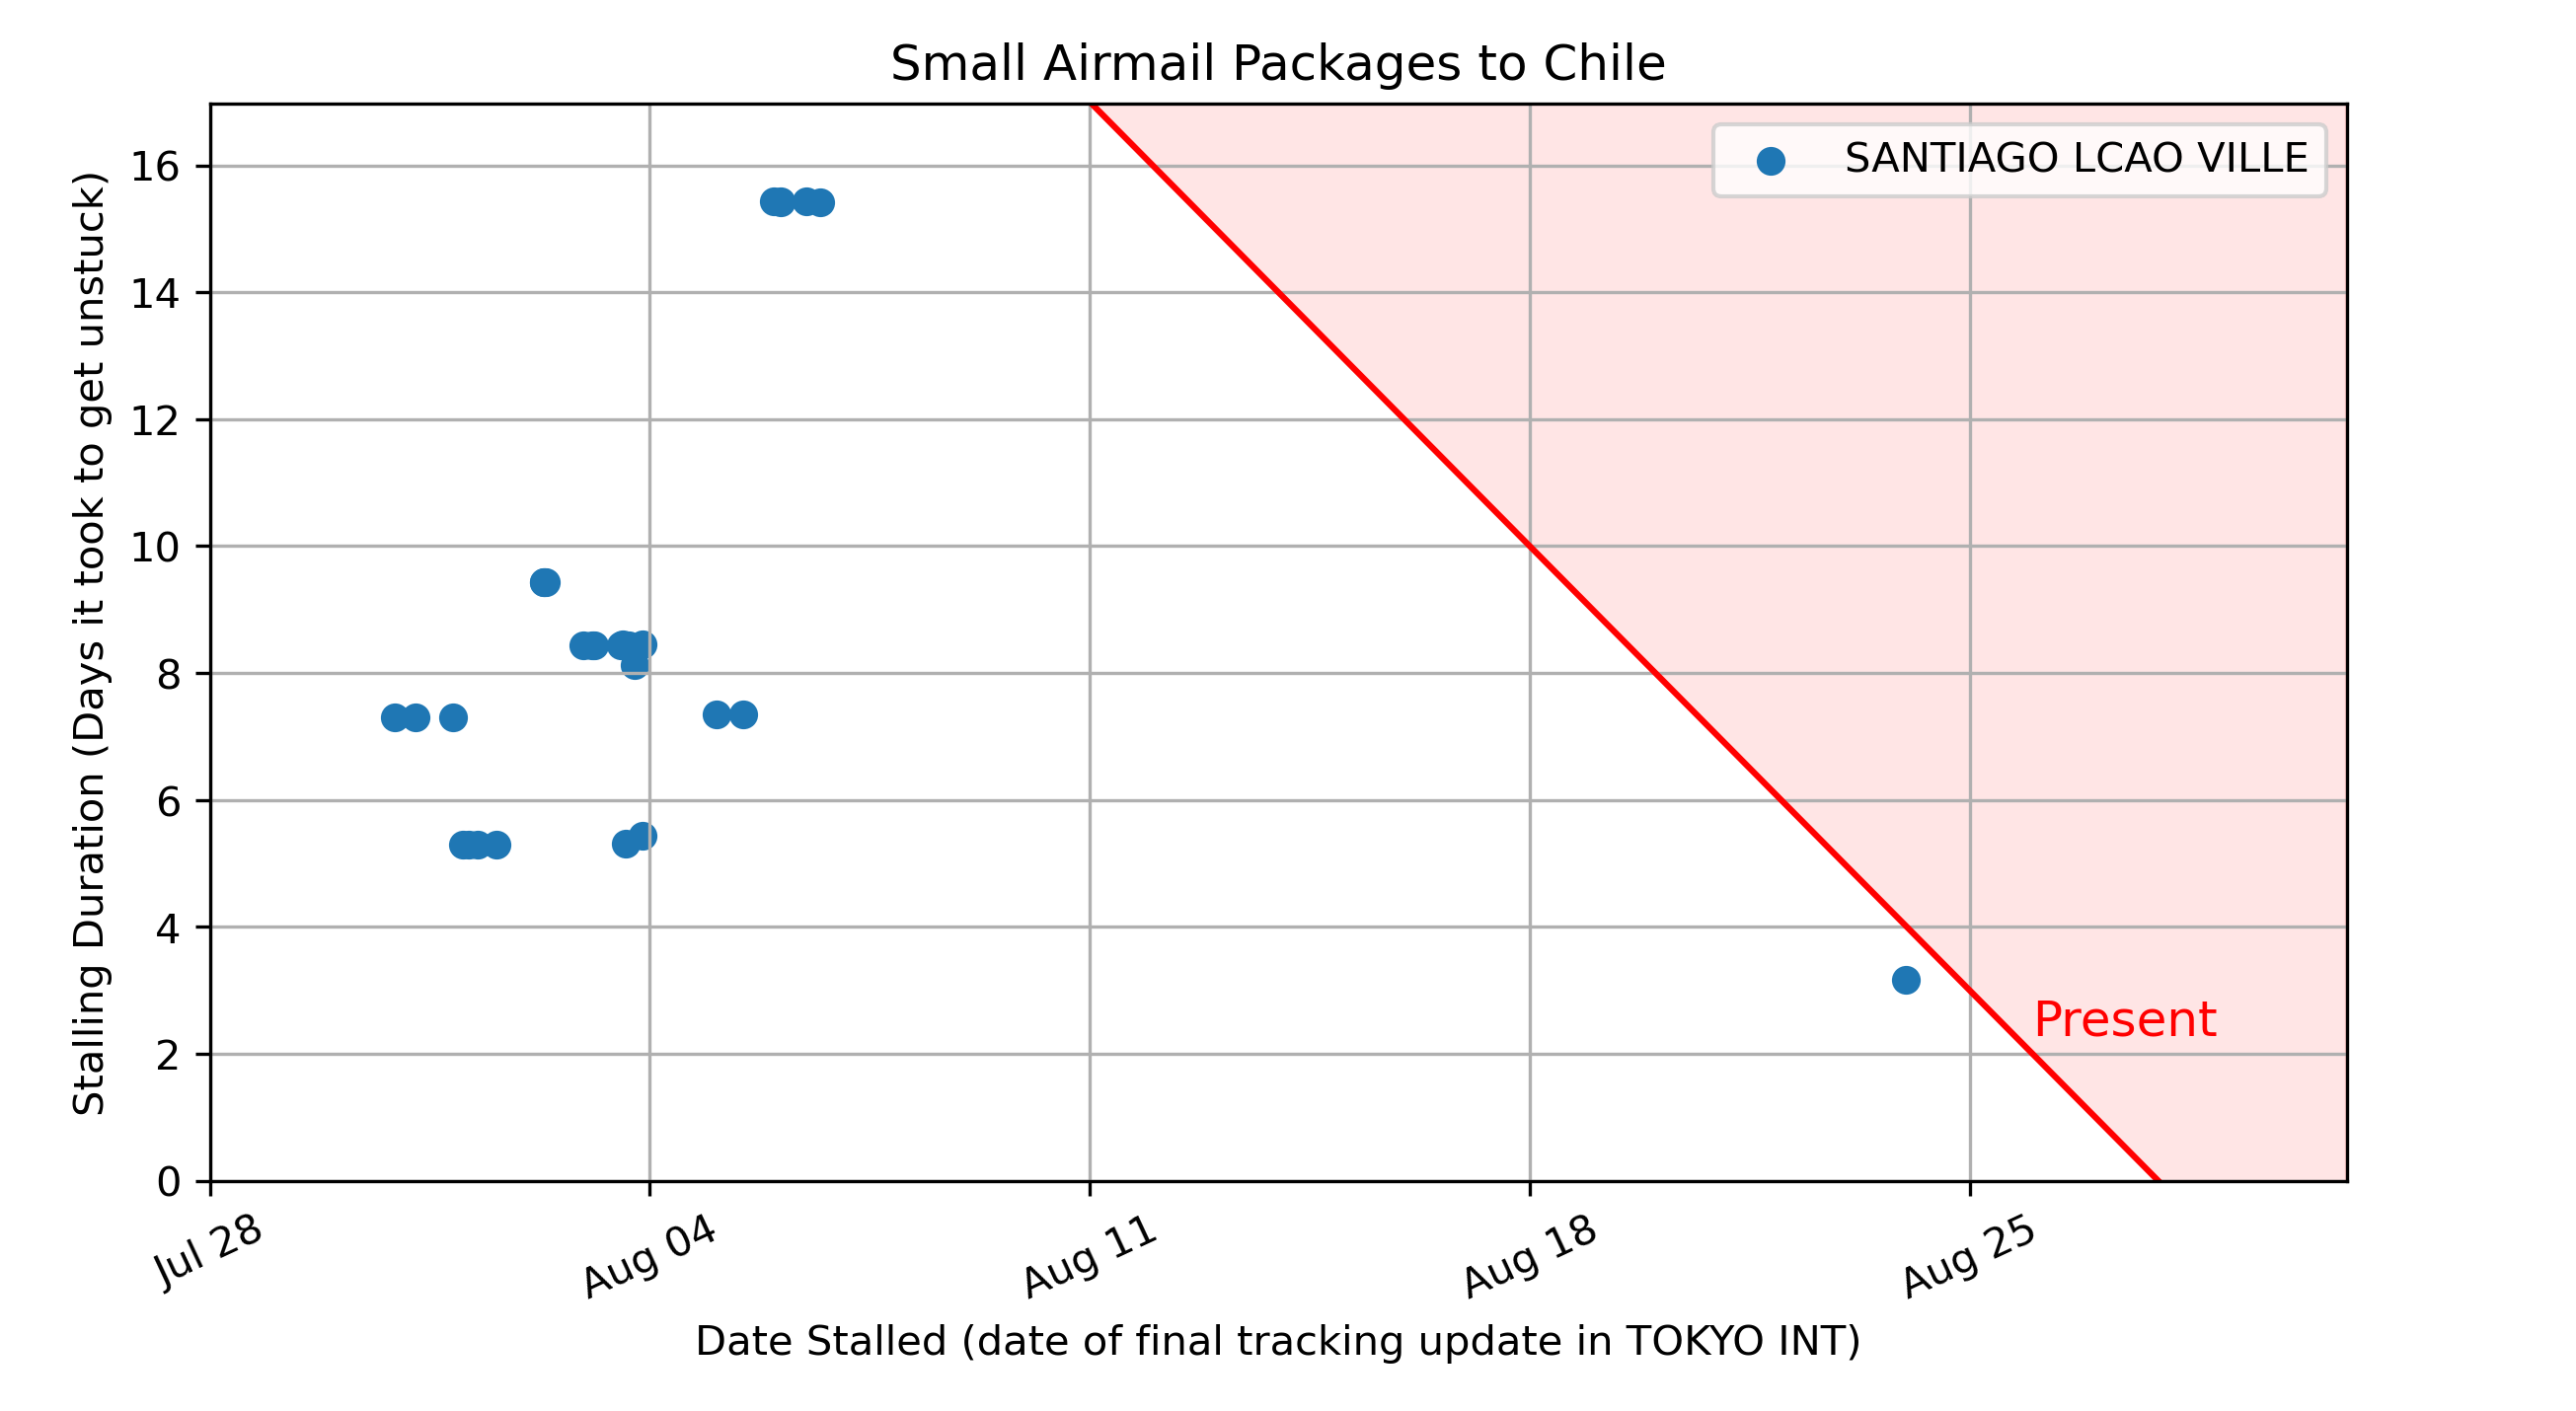 Small Airmail Packages to Chile
SANTIAGO LCAO VILLE
Stalling Duration (Days it took to get unstuck)
16
14
12
10
8
6
4
2
0
Present
Jul 28
Aug 04
Aug 11
Aug 18
Aug 25
Date Stalled (date of final tracking update in TOKYO INT)